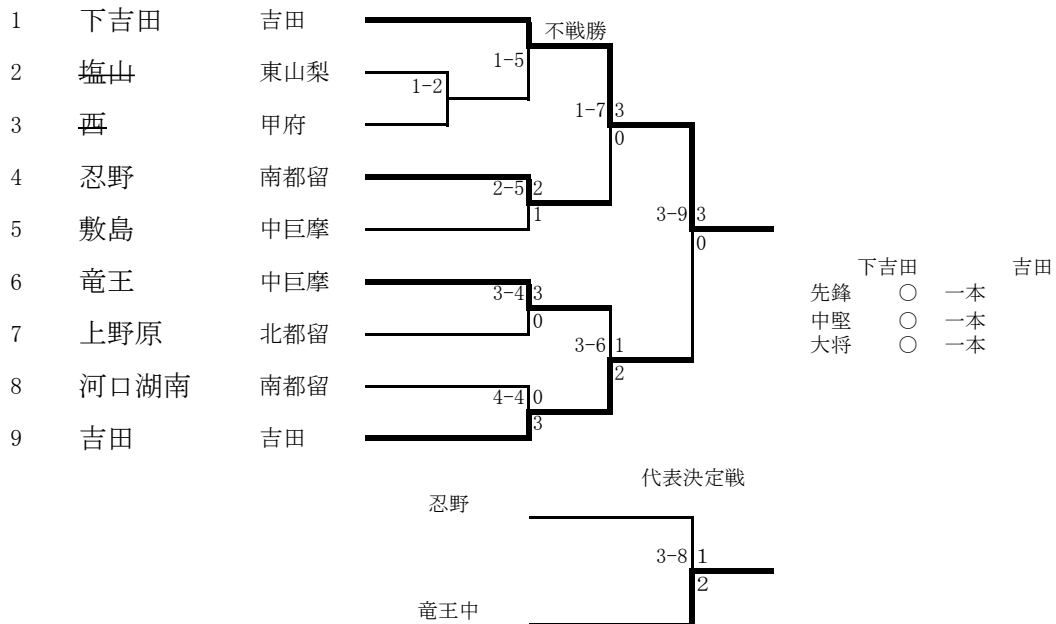 1 下吉田 吉田
不戦勝
1-5
2 塩山 東山梨
1-2
1-7 3
3 西 甲府
0
4 忍野 南都留
2-5 2
3-9 3
5 敷島 中巨摩
1
0
6 竜王 中巨摩
3-4 3
下吉田 吉田
先鋒 ○ 一本
中堅 ○ 一本
大将 ○ 一本
7 上野原 北都留
0
3-6 1
2
8 河口湖南 南都留
4-4 0
9 吉田 吉田
3
代表決定戦
忍野
3-8 1
2
竜王中